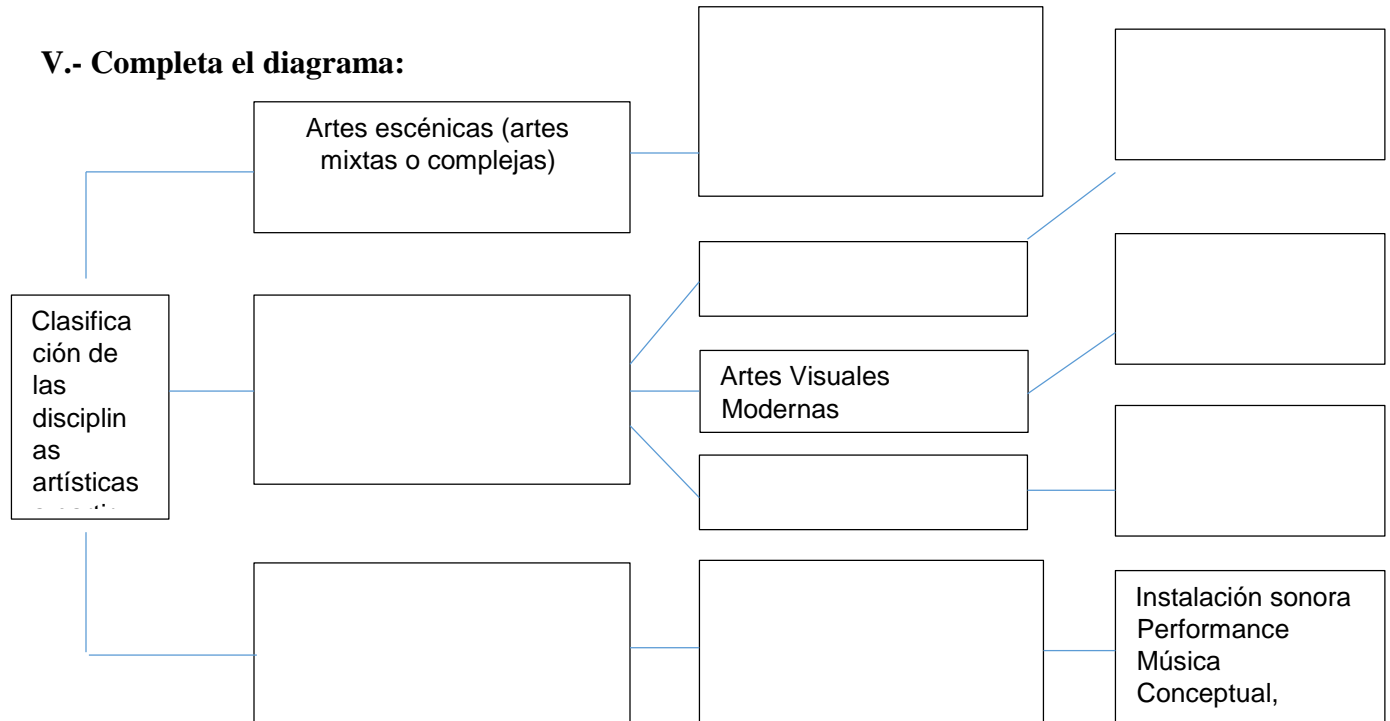 V.- Completa el diagrama:
Artes escénicas (artes
mixtas o complejas)
Clasifica
ción de
las
disciplin
as
artísticas
Artes Visuales
Modernas
Instalación sonora
Performance
Música
Conceptual,